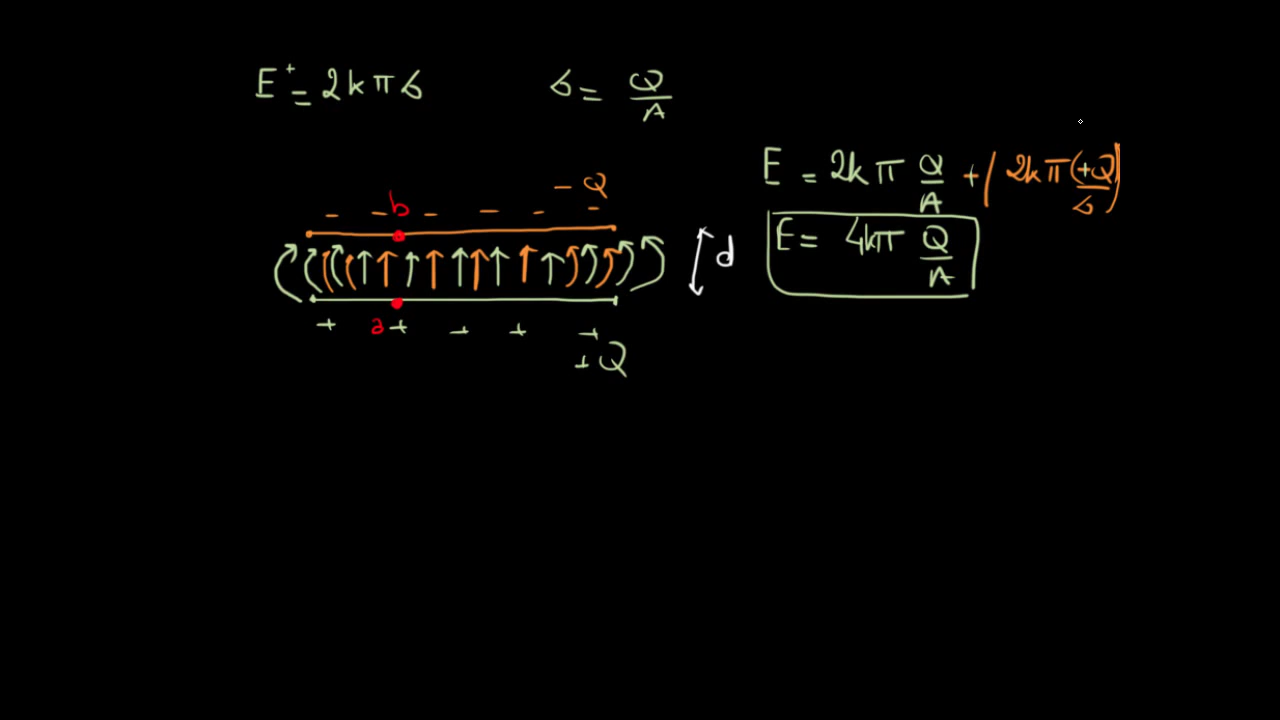 E⁺ = 2kπσ σ = Q/A
E = 2kπ Q/A + (2kπ (+Q)/σ)
E = 4kπ Q/A
- Q
- - b - - - -
d
+ a + + + +
+Q